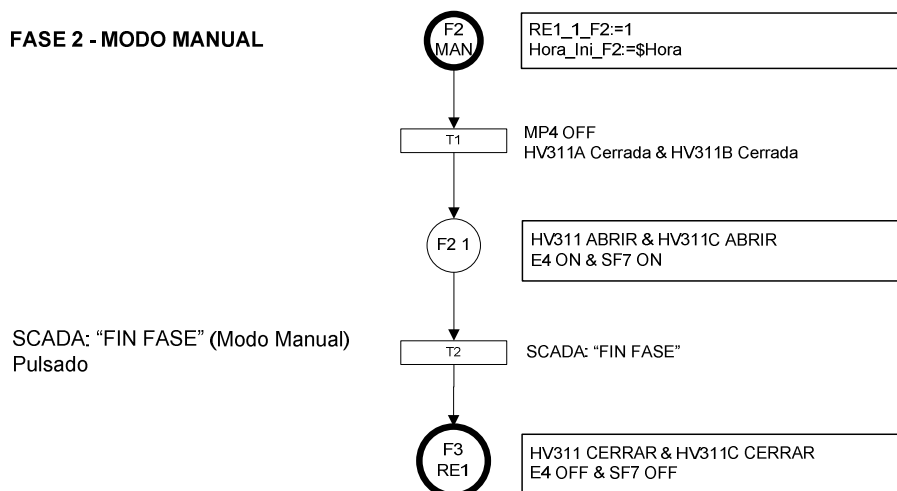 FASE 2 - MODO MANUAL
F2
MAN
RE1_1_F2:=1
Hora_Ini_F2:=$Hora
T1
MP4 OFF
HV311A Cerrada & HV311B Cerrada
F2 1
HV311 ABRIR & HV311C ABRIR
E4 ON & SF7 ON
SCADA: “FIN FASE” (Modo Manual)
Pulsado
T2
SCADA: “FIN FASE”
F3
RE1
HV311 CERRAR & HV311C CERRAR
E4 OFF & SF7 OFF